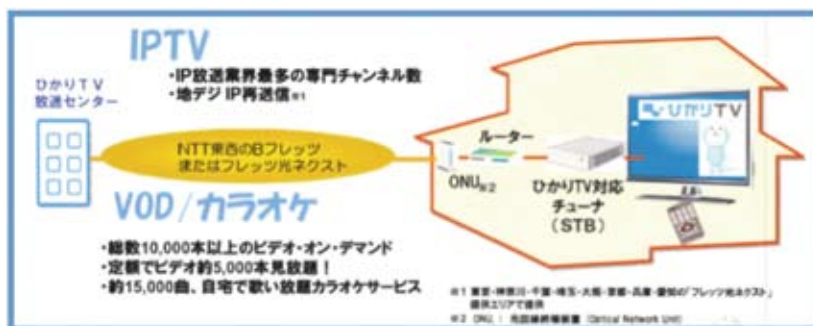 IPTV
・IP放送業界最多の専門チャンネル数
・地デジ IP再送信※1
ひかりTV
放送センター
NTT東西のBフレッツ
またはフレッツ光ネクスト
ルーター
ONU※2
ひかりTV対応
チューナ
(STB)
ひかりTV
VOD/カラオケ
・総数10,000本以上のビデオ・オン・デマンド
・定額でビデオ約5,000本見放題！
・約15,000曲、自宅で歌い放題カラオケサービス
※1 東京・神奈川・千葉・埼玉・大阪・京都・兵庫・愛知の「フレッツ光ネクスト」
提供エリアで提供
※2 ONU ： 光回線終端装置 (Optical Network Unit)